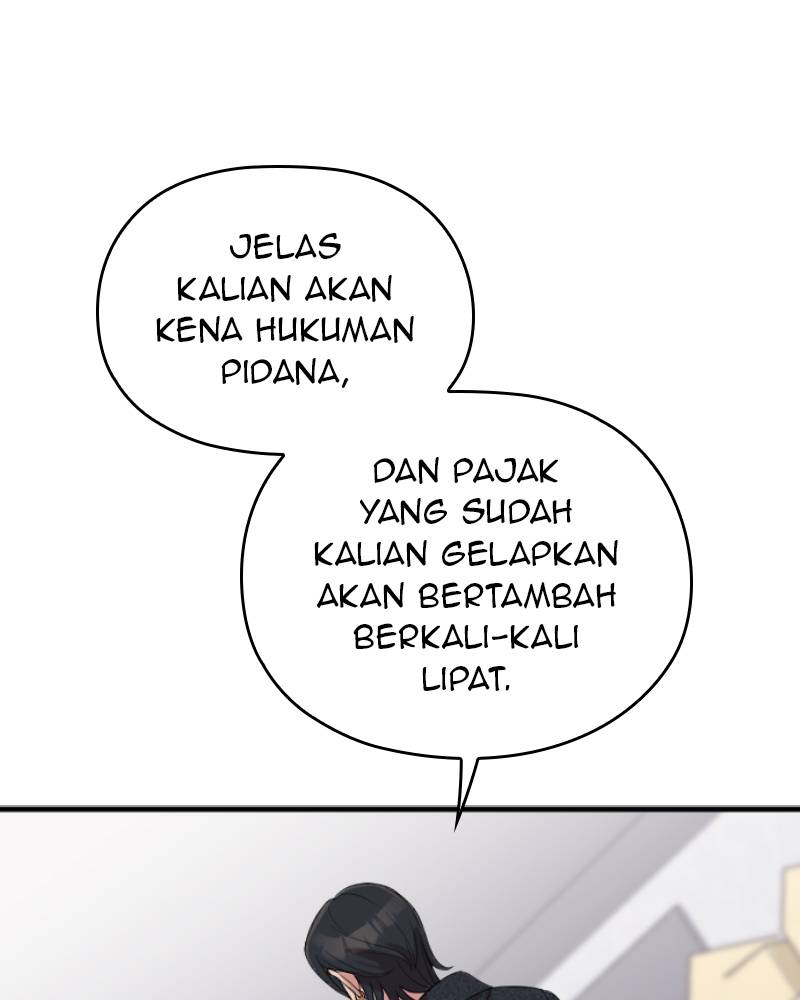 JELAS
KALIAN AKAN
KENA HUKUMAN
PIDANA,
DAN PAJAK
YANG SUDAH
KALIAN GELAPKAN
AKAN BERTAMBAH
BERKALI-KALI
LIPAT.